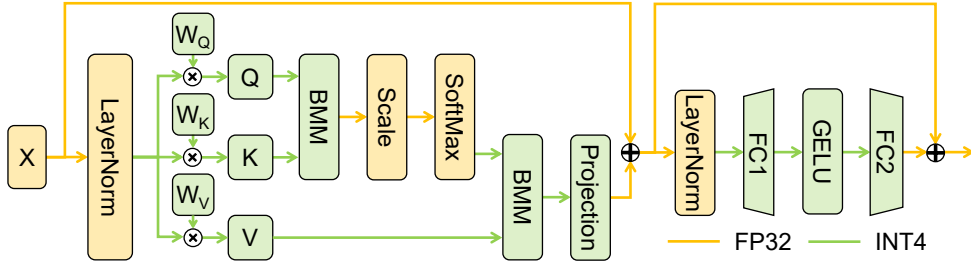 X
LayerNorm
W_Q
W_K
W_V
Q
K
V
BMM
Scale
SoftMax
BMM
Projection
LayerNorm
FC1
GELU
FC2
FP32
INT4